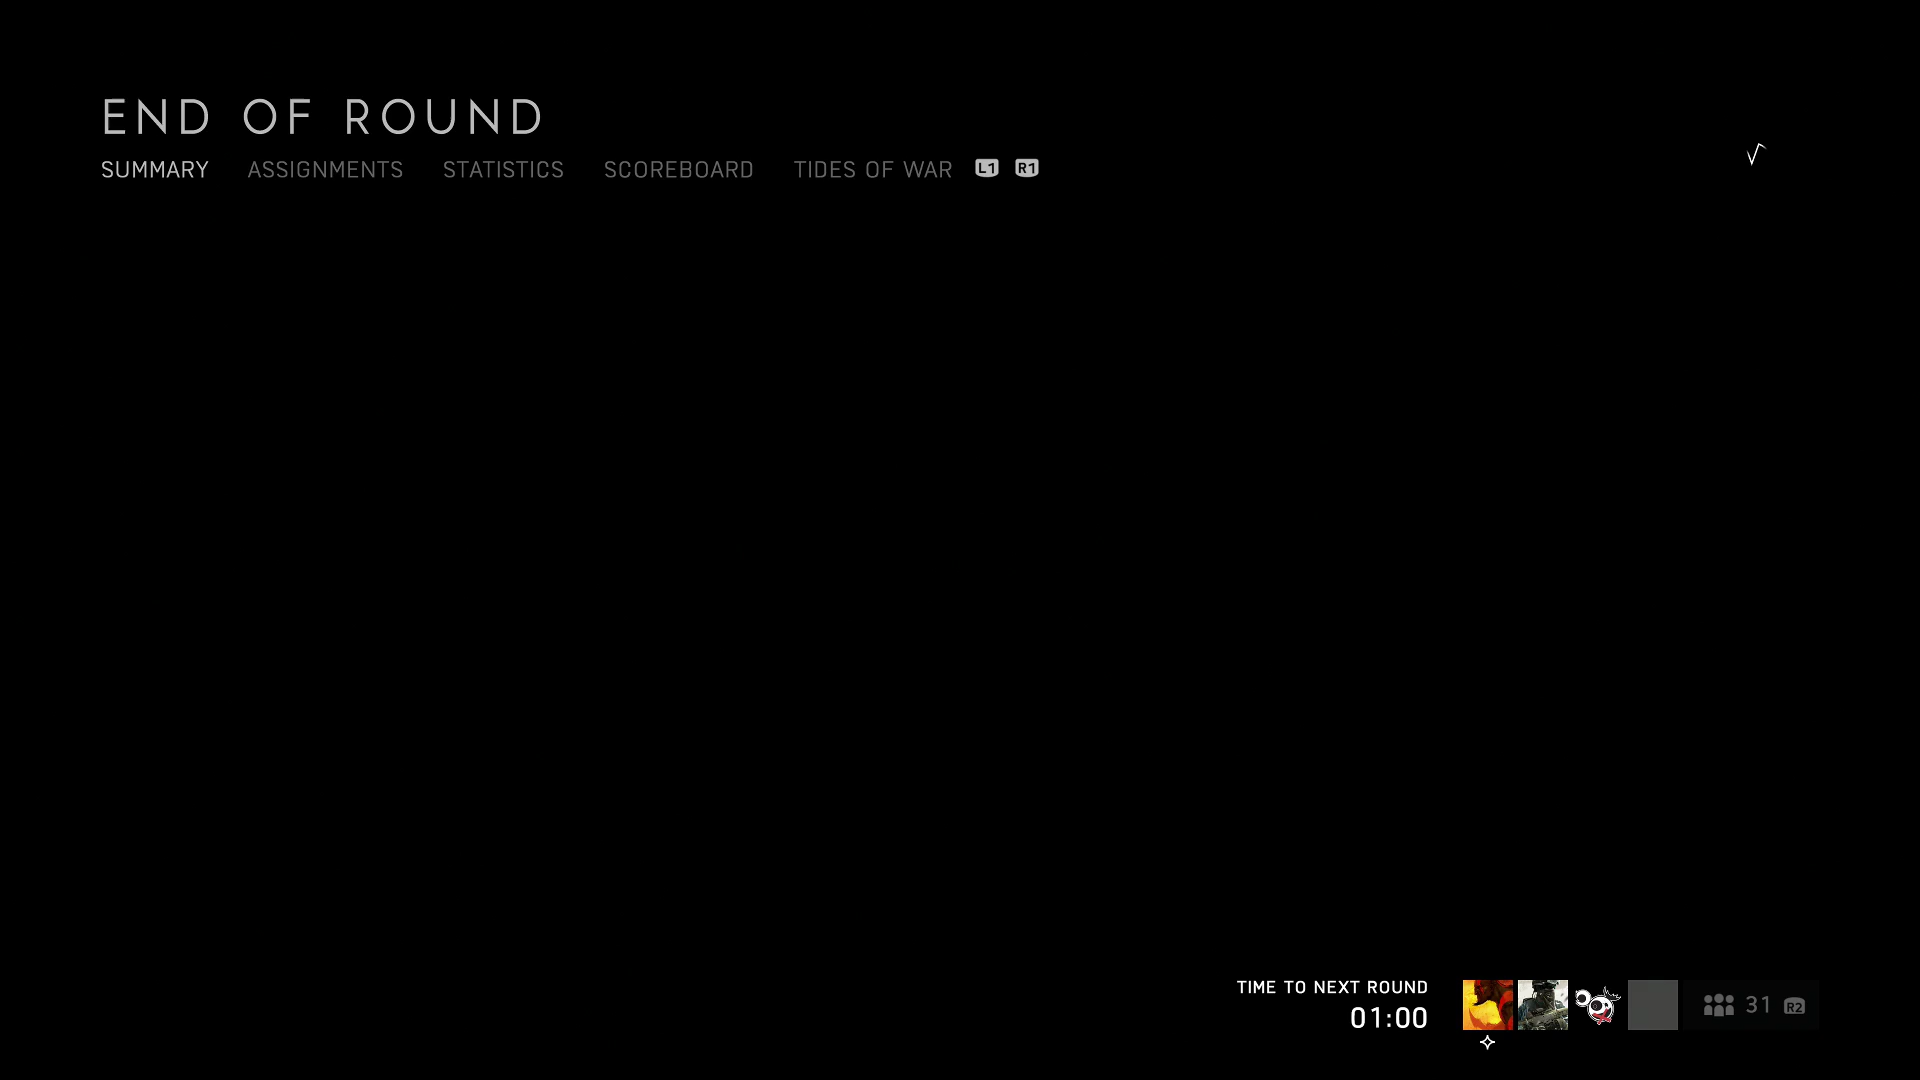 END OF ROUND
SUMMARY ASSIGNMENTS STATISTICS SCOREBOARD TIDES OF WAR L1 R1
TIME TO NEXT ROUND
01:00
31 R2